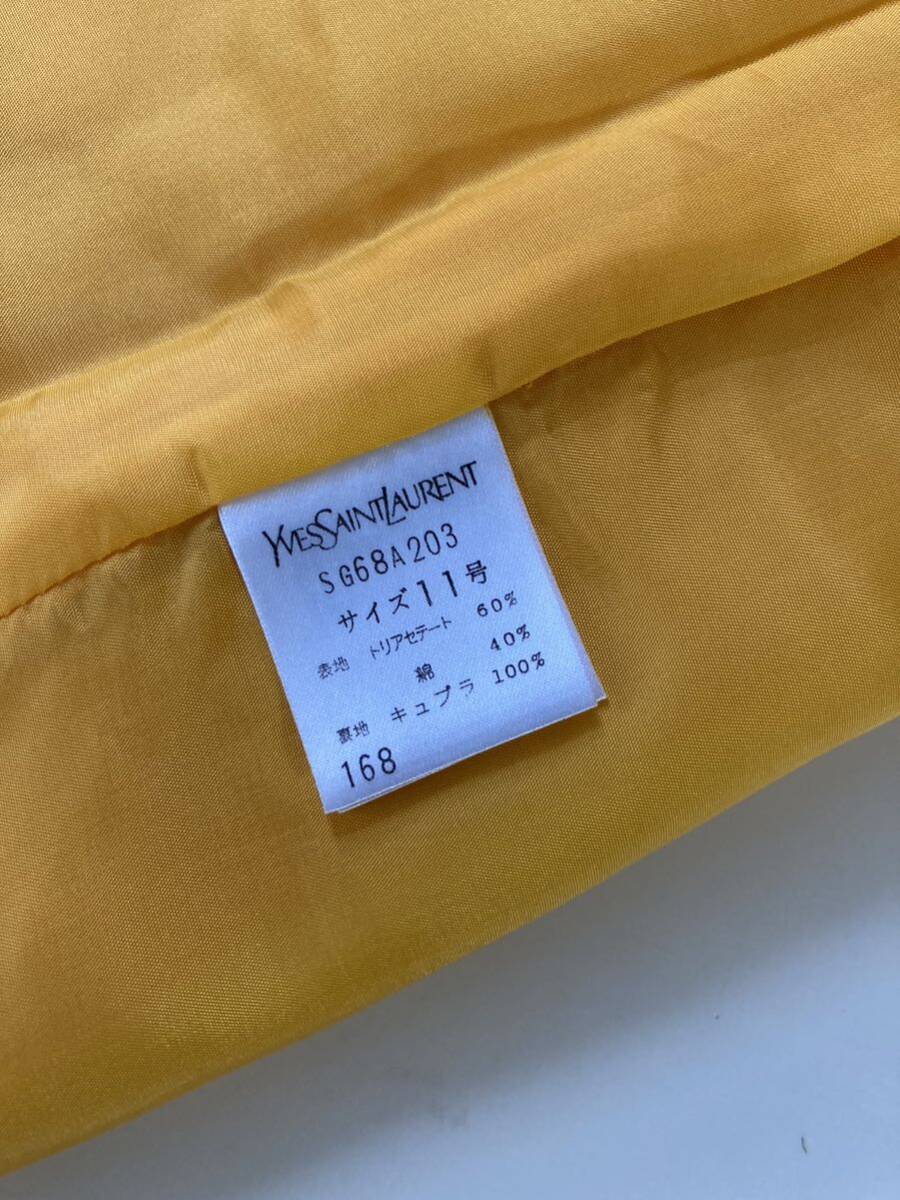 YVESSAINTLAURENT
SG68A203
サイズ11号
表地 トリアセテート 60%
綿 40%
裏地 キュプラ 100%
168